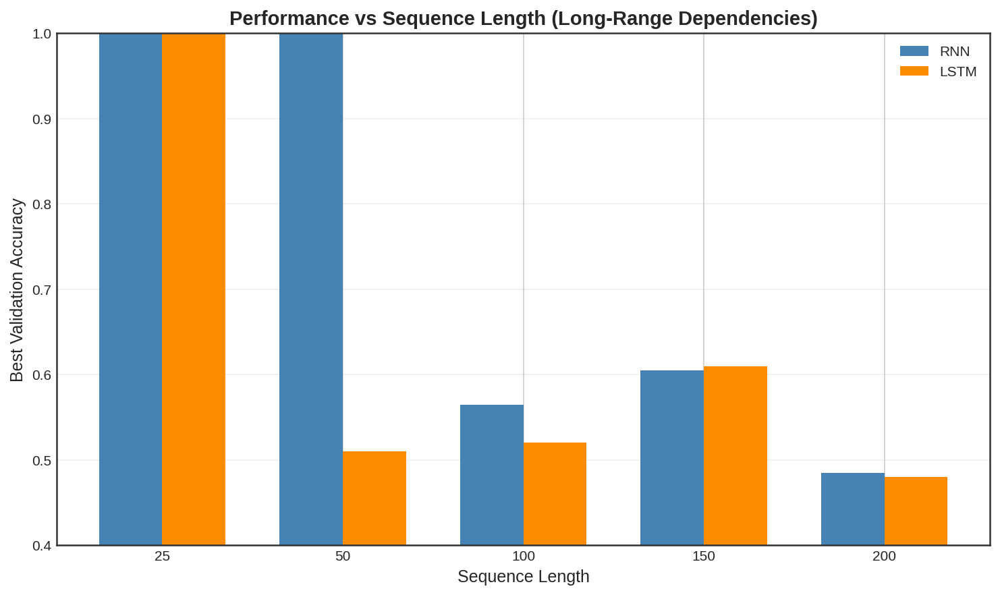 Performance vs Sequence Length (Long-Range Dependencies)
RNN
LSTM
Best Validation Accuracy
1.0
0.9
0.8
0.7
0.6
0.5
0.4
25 50 100 150 200
Sequence Length